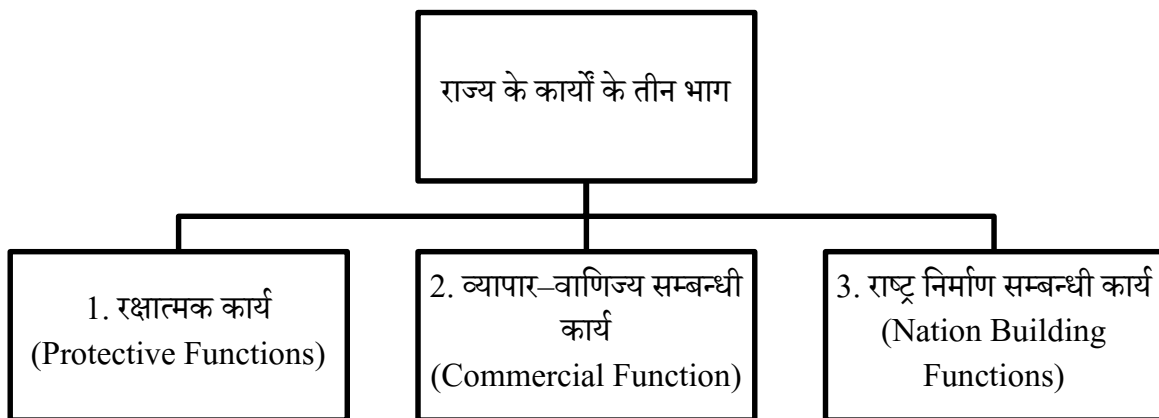 राज्य के कार्यों के तीन भाग
1. रक्षात्मक कार्य
(Protective Functions)
2. व्यापार–वाणिज्य सम्बन्धी
कार्य
(Commercial Function)
3. राष्ट्र निर्माण सम्बन्धी कार्य
(Nation Building
Functions)